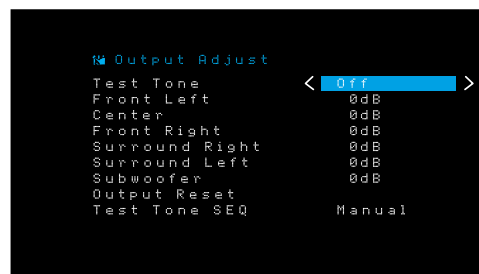 Output Adjust
Test Tone < Off >
Front Left 0dB
Center 0dB
Front Right 0dB
Surround Right 0dB
Surround Left 0dB
Subwoofer 0dB
Output Reset
Test Tone SEQ Manual